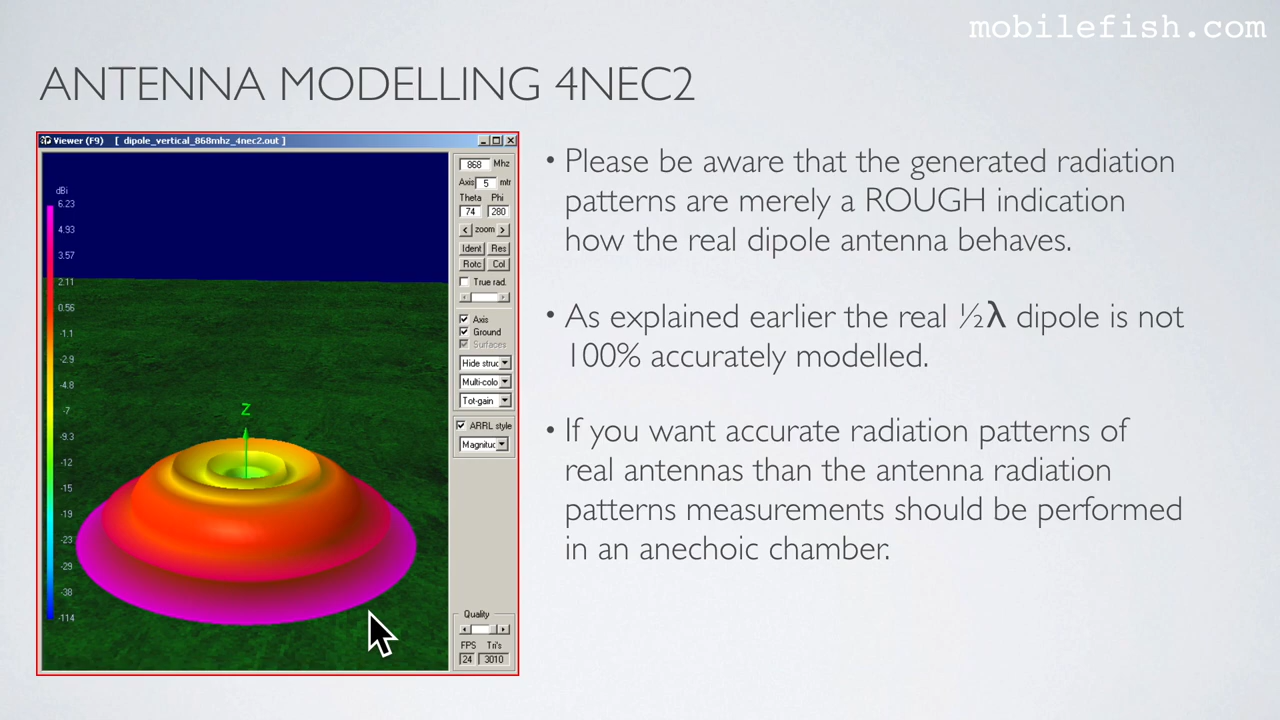 mobilefish.com
ANTENNA MODELLING 4NEC2
Viewer (F9) [ dipole_vertical_868mhz_4nec2.out ]
dBi
6.23
4.93
3.57
2.11
0.56
-1.1
-2.9
-4.8
-7
-9.3
-12
-15
-19
-23
-29
-38
-114
Z
868 Mhz
Axis 5 mtr
Theta Phi
74 280
< zoom >
Ident Res
Rotc Col
True rad.
Axis
Ground
Surfaces
Hide struc
Multi-colo
Tot-gain
ARRL style
Magnituc
Quality
FPS Tri's
24 3010
• Please be aware that the generated radiation
patterns are merely a ROUGH indication
how the real dipole antenna behaves.
• As explained earlier the real ½λ dipole is not
100% accurately modelled.
• If you want accurate radiation patterns of
real antennas than the antenna radiation
patterns measurements should be performed
in an anechoic chamber.